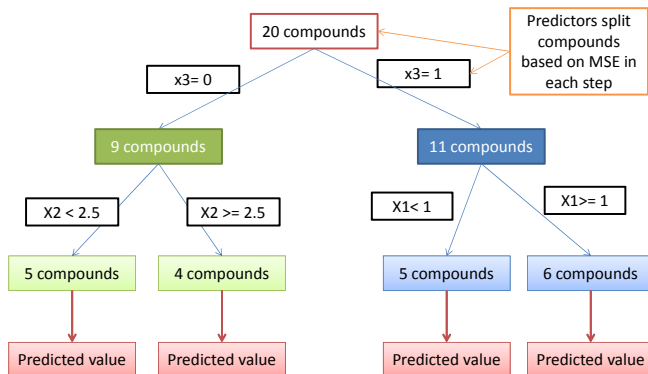 20 compounds
Predictors split
compounds
based on MSE in
each step
x3= 0
x3= 1
9 compounds
11 compounds
X2 < 2.5
X2 >= 2.5
X1< 1
X1>= 1
5 compounds
4 compounds
5 compounds
6 compounds
Predicted value
Predicted value
Predicted value
Predicted value